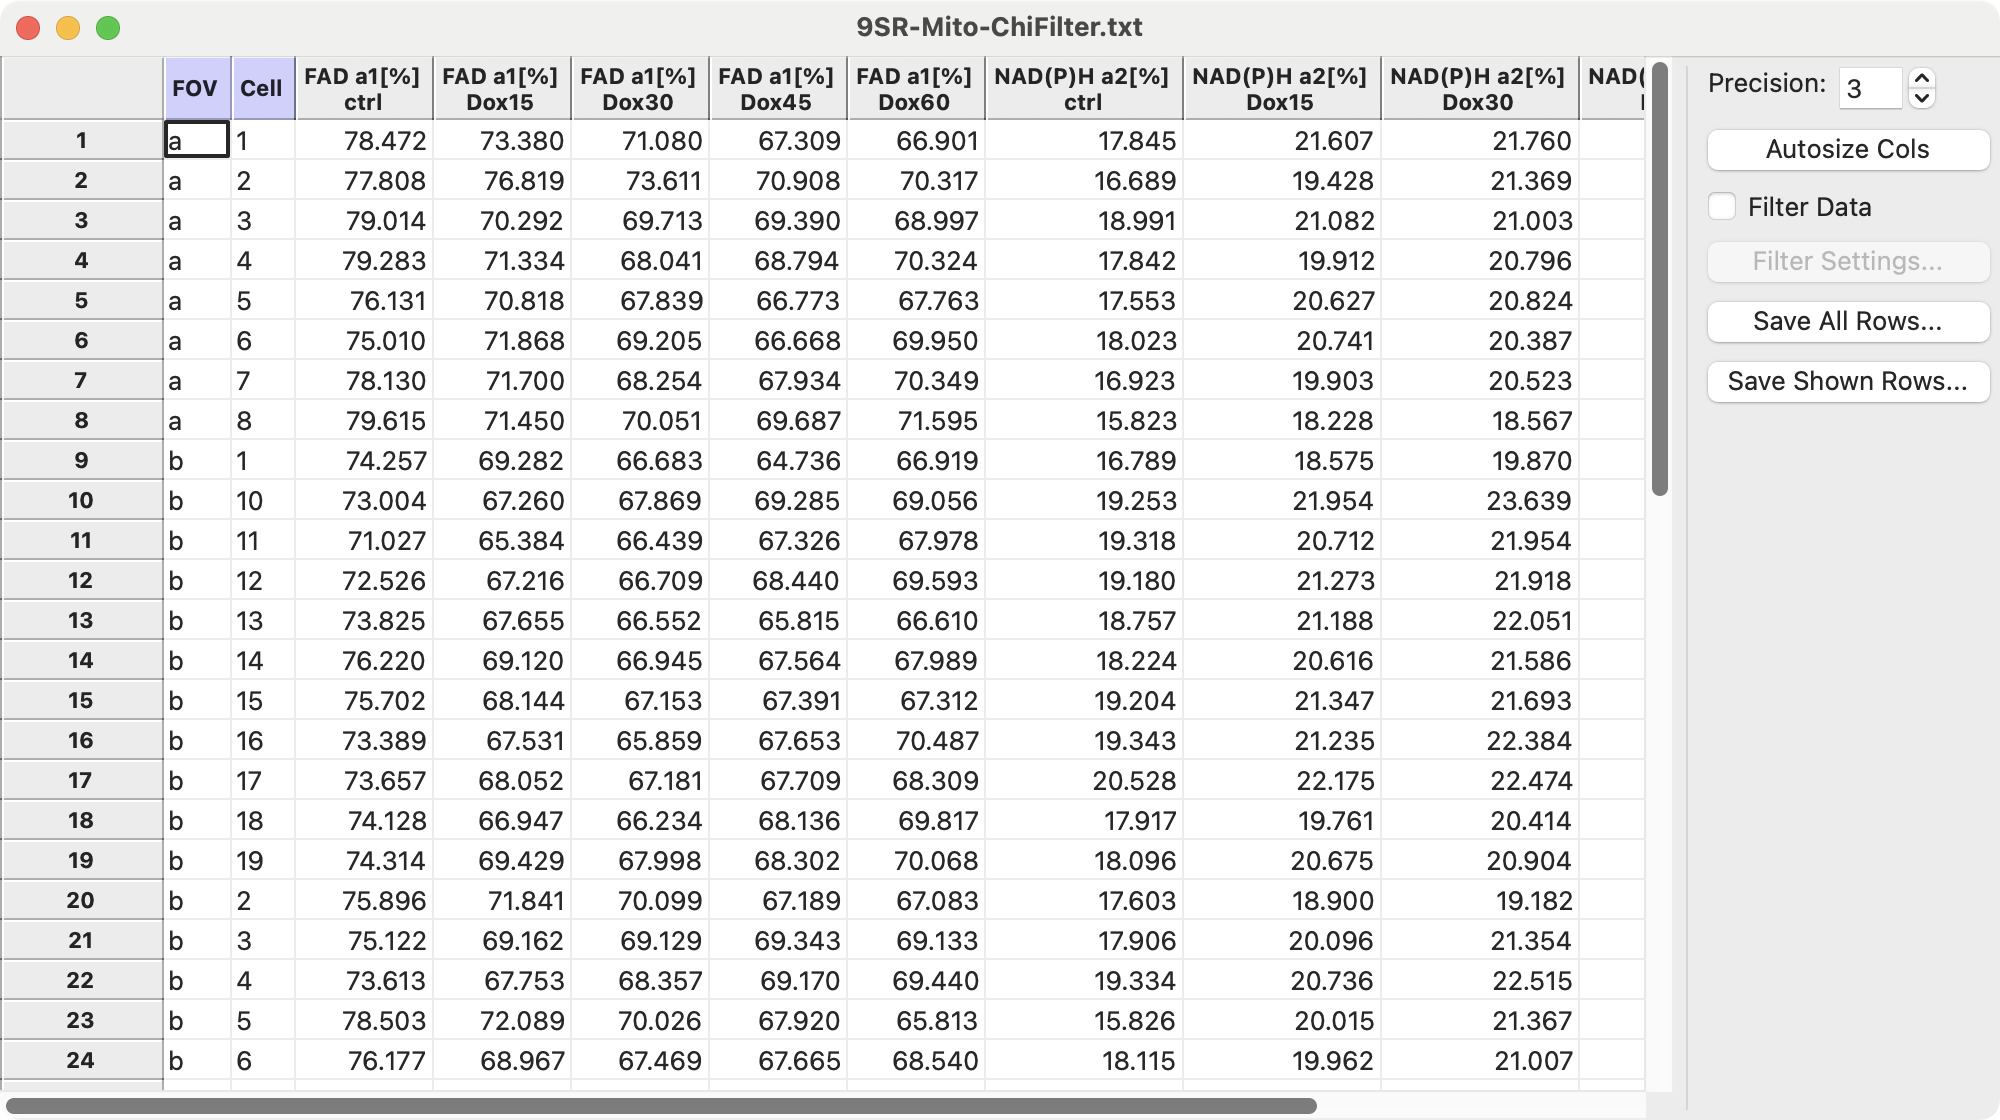 9SR-Mito-ChiFilter.txt
FOV Cell FAD a1[%] ctrl FAD a1[%] Dox15 FAD a1[%] Dox30 FAD a1[%] Dox45 FAD a1[%] Dox60 NAD(P)H a2[%] ctrl NAD(P)H a2[%] Dox15 NAD(P)H a2[%] Dox30 NAD(
1 a 1 78.472 73.380 71.080 67.309 66.901 17.845 21.607 21.760
2 a 2 77.808 76.819 73.611 70.908 70.317 16.689 19.428 21.369
3 a 3 79.014 70.292 69.713 69.390 68.997 18.991 21.082 21.003
4 a 4 79.283 71.334 68.041 68.794 70.324 17.842 19.912 20.796
5 a 5 76.131 70.818 67.839 66.773 67.763 17.553 20.627 20.824
6 a 6 75.010 71.868 69.205 66.668 69.950 18.023 20.741 20.387
7 a 7 78.130 71.700 68.254 67.934 70.349 16.923 19.903 20.523
8 a 8 79.615 71.450 70.051 69.687 71.595 15.823 18.228 18.567
9 b 1 74.257 69.282 66.683 64.736 66.919 16.789 18.575 19.870
10 b 10 73.004 67.260 67.869 69.285 69.056 19.253 21.954 23.639
11 b 11 71.027 65.384 66.439 67.326 67.978 19.318 20.712 21.954
12 b 12 72.526 67.216 66.709 68.440 69.593 19.180 21.273 21.918
13 b 13 73.825 67.655 66.552 65.815 66.610 18.757 21.188 22.051
14 b 14 76.220 69.120 66.945 67.564 67.989 18.224 20.616 21.586
15 b 15 75.702 68.144 67.153 67.391 67.312 19.204 21.347 21.693
16 b 16 73.389 67.531 65.859 67.653 70.487 19.343 21.235 22.384
17 b 17 73.657 68.052 67.181 67.709 68.309 20.528 22.175 22.474
18 b 18 74.128 66.947 66.234 68.136 69.817 17.917 19.761 20.414
19 b 19 74.314 69.429 67.998 68.302 70.068 18.096 20.675 20.904
20 b 2 75.896 71.841 70.099 67.189 67.083 17.603 18.900 19.182
21 b 3 75.122 69.162 69.129 69.343 69.133 17.906 20.096 21.354
22 b 4 73.613 67.753 68.357 69.170 69.440 19.334 20.736 22.515
23 b 5 78.503 72.089 70.026 67.920 65.813 15.826 20.015 21.367
24 b 6 76.177 68.967 67.469 67.665 68.540 18.115 19.962 21.007
Precision: 3
Autosize Cols
Filter Data
Filter Settings...
Save All Rows...
Save Shown Rows...